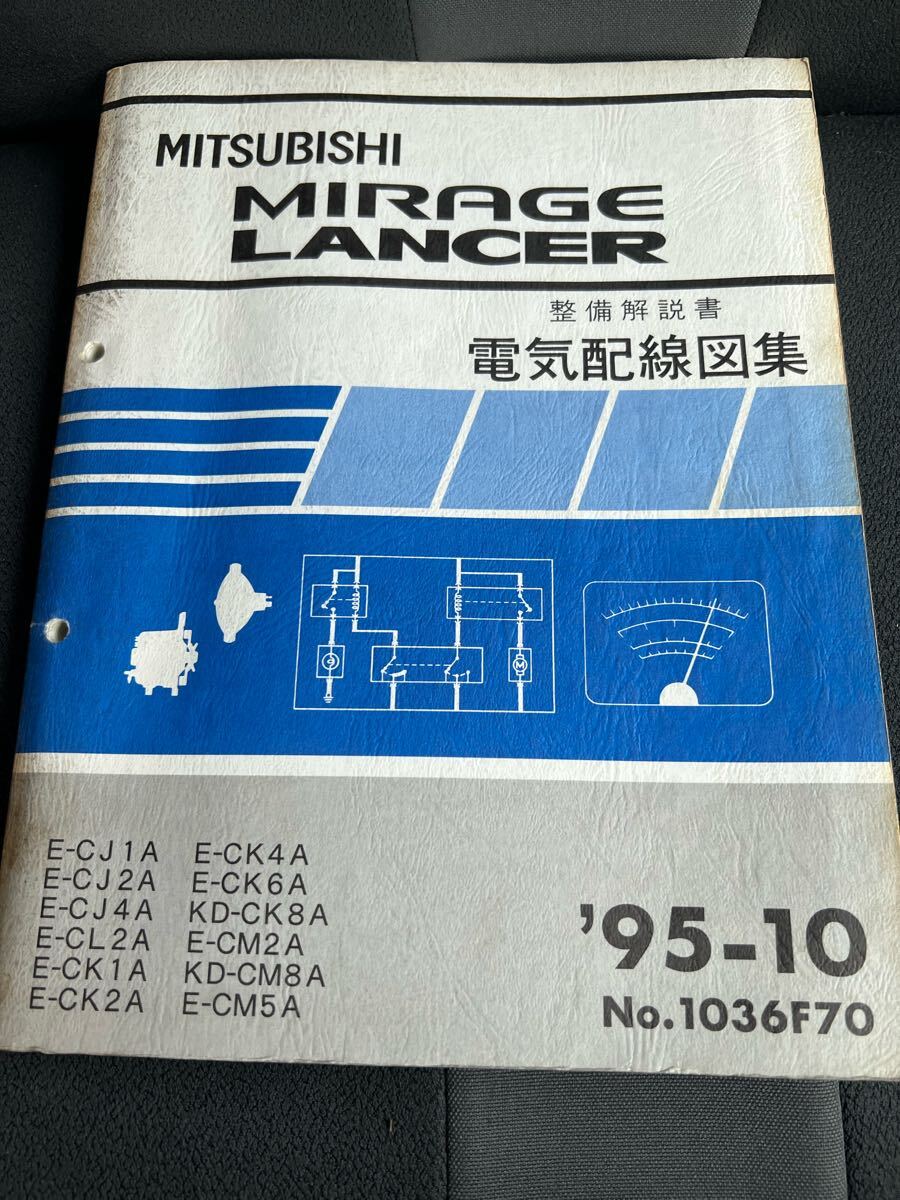 MITSUBISHI
MIRAGE
LANCER
整備解説書
電気配線図集
M
E-CJ1A E-CK4A
E-CJ2A E-CK6A
E-CJ4A KD-CK8A
E-CL2A E-CM2A
E-CK1A KD-CM8A
E-CK2A E-CM5A
'95-10
No.1036F70